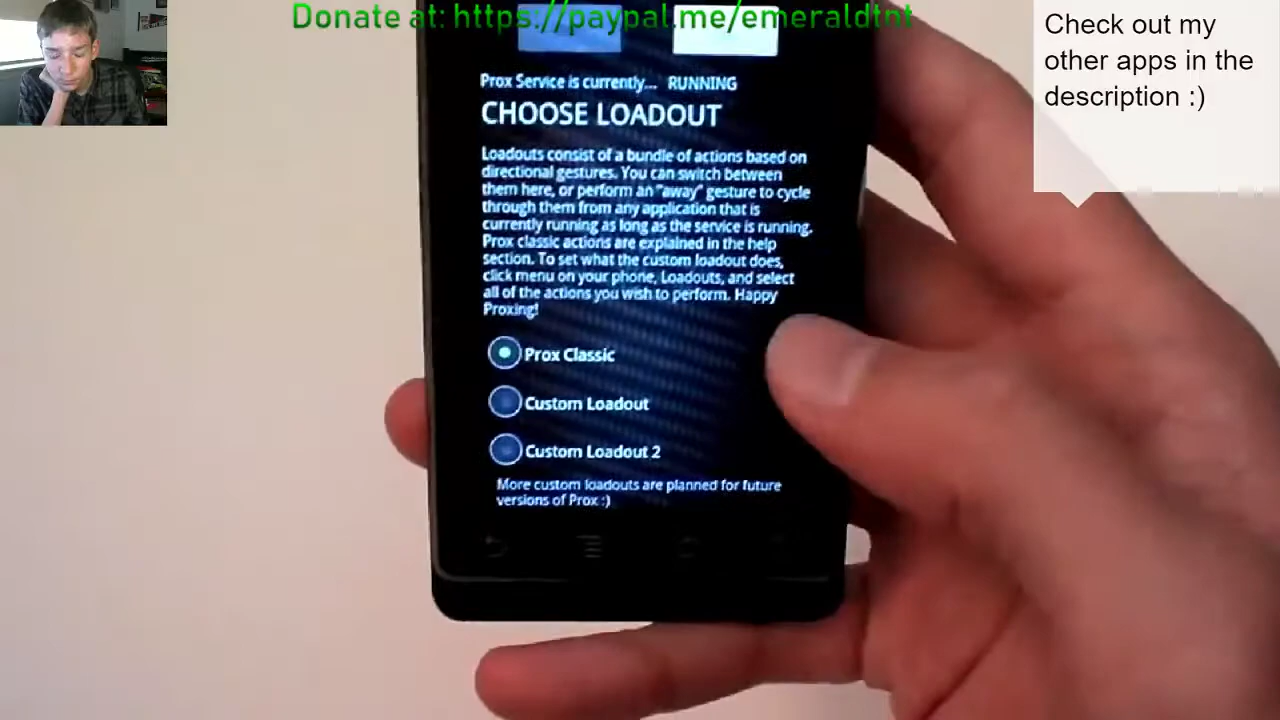 Donate at: https://paypal.me/emeraldtnt
Check out my
other apps in the
description :)
Prox Service is currently... RUNNING
CHOOSE LOADOUT
Loadouts consist of a bundle of actions based on
directional gestures. You can switch between
them here, or perform an "away" gesture to cycle
through them from any application that is
currently running as long as the service is running.
Prox classic actions are explained in the help
section. To set what the custom loadout does,
click menu on your phone, Loadouts, and select
all of the actions you wish to perform. Happy
Proxing!
Prox Classic
Custom Loadout
Custom Loadout 2
More custom loadouts are planned for future
versions of Prox :)